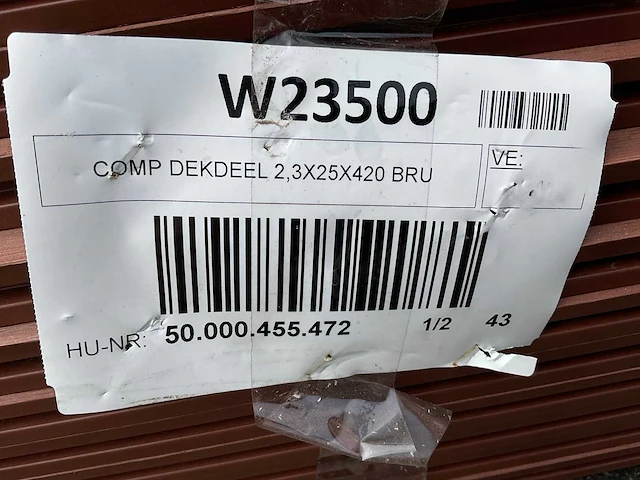 W23500
COMP DEKDEEL 2,3X25X420 BRU
VE:
HU-NR: 50.000.455.472 1/2 43